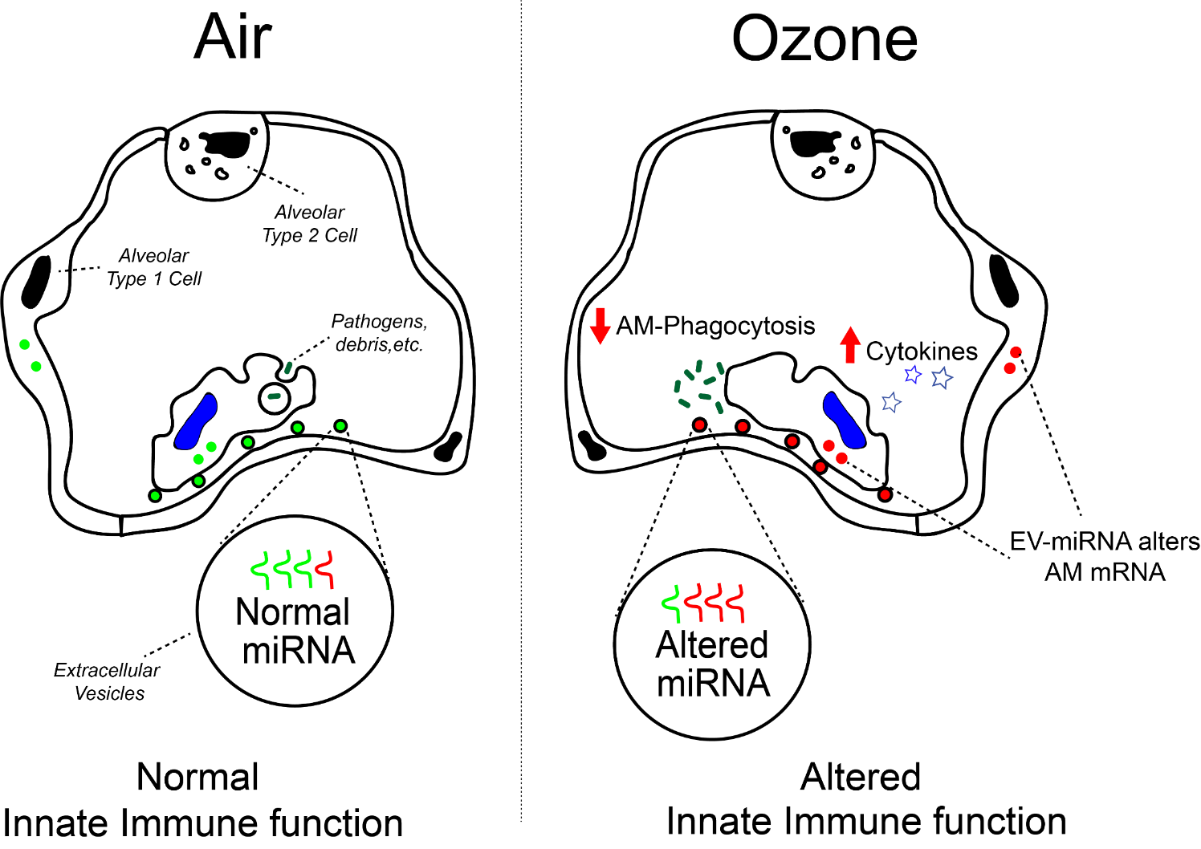 Air
Alveolar
Type 2 Cell
Alveolar
Type 1 Cell
Pathogens,
debris,etc.
Normal
miRNA
Extracellular
Vesicles
Normal
Innate Immune function
Ozone
AM-Phagocytosis
Cytokines
EV-miRNA alters
AM mRNA
Altered
miRNA
Altered
Innate Immune function